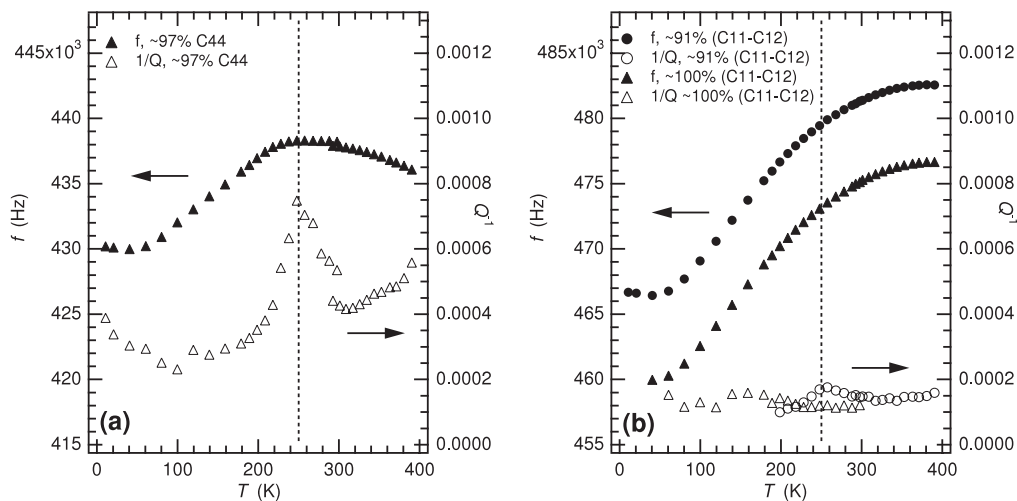 445x10³
440
435
430
425
420
415
f (Hz)
f, ~97% C44
1/Q, ~97% C44
0.0012
0.0010
0.0008
0.0006
0.0004
0.0002
0.0000
Q⁻¹
(a)
0
100
200
300
400
T (K)
485x10³
480
475
470
465
460
455
f (Hz)
f, ~91% (C11-C12)
1/Q, ~91% (C11-C12)
f, ~100% (C11-C12)
1/Q ~100% (C11-C12)
0.0012
0.0010
0.0008
0.0006
0.0004
0.0002
0.0000
Q⁻¹
(b)
0
100
200
300
400
T (K)